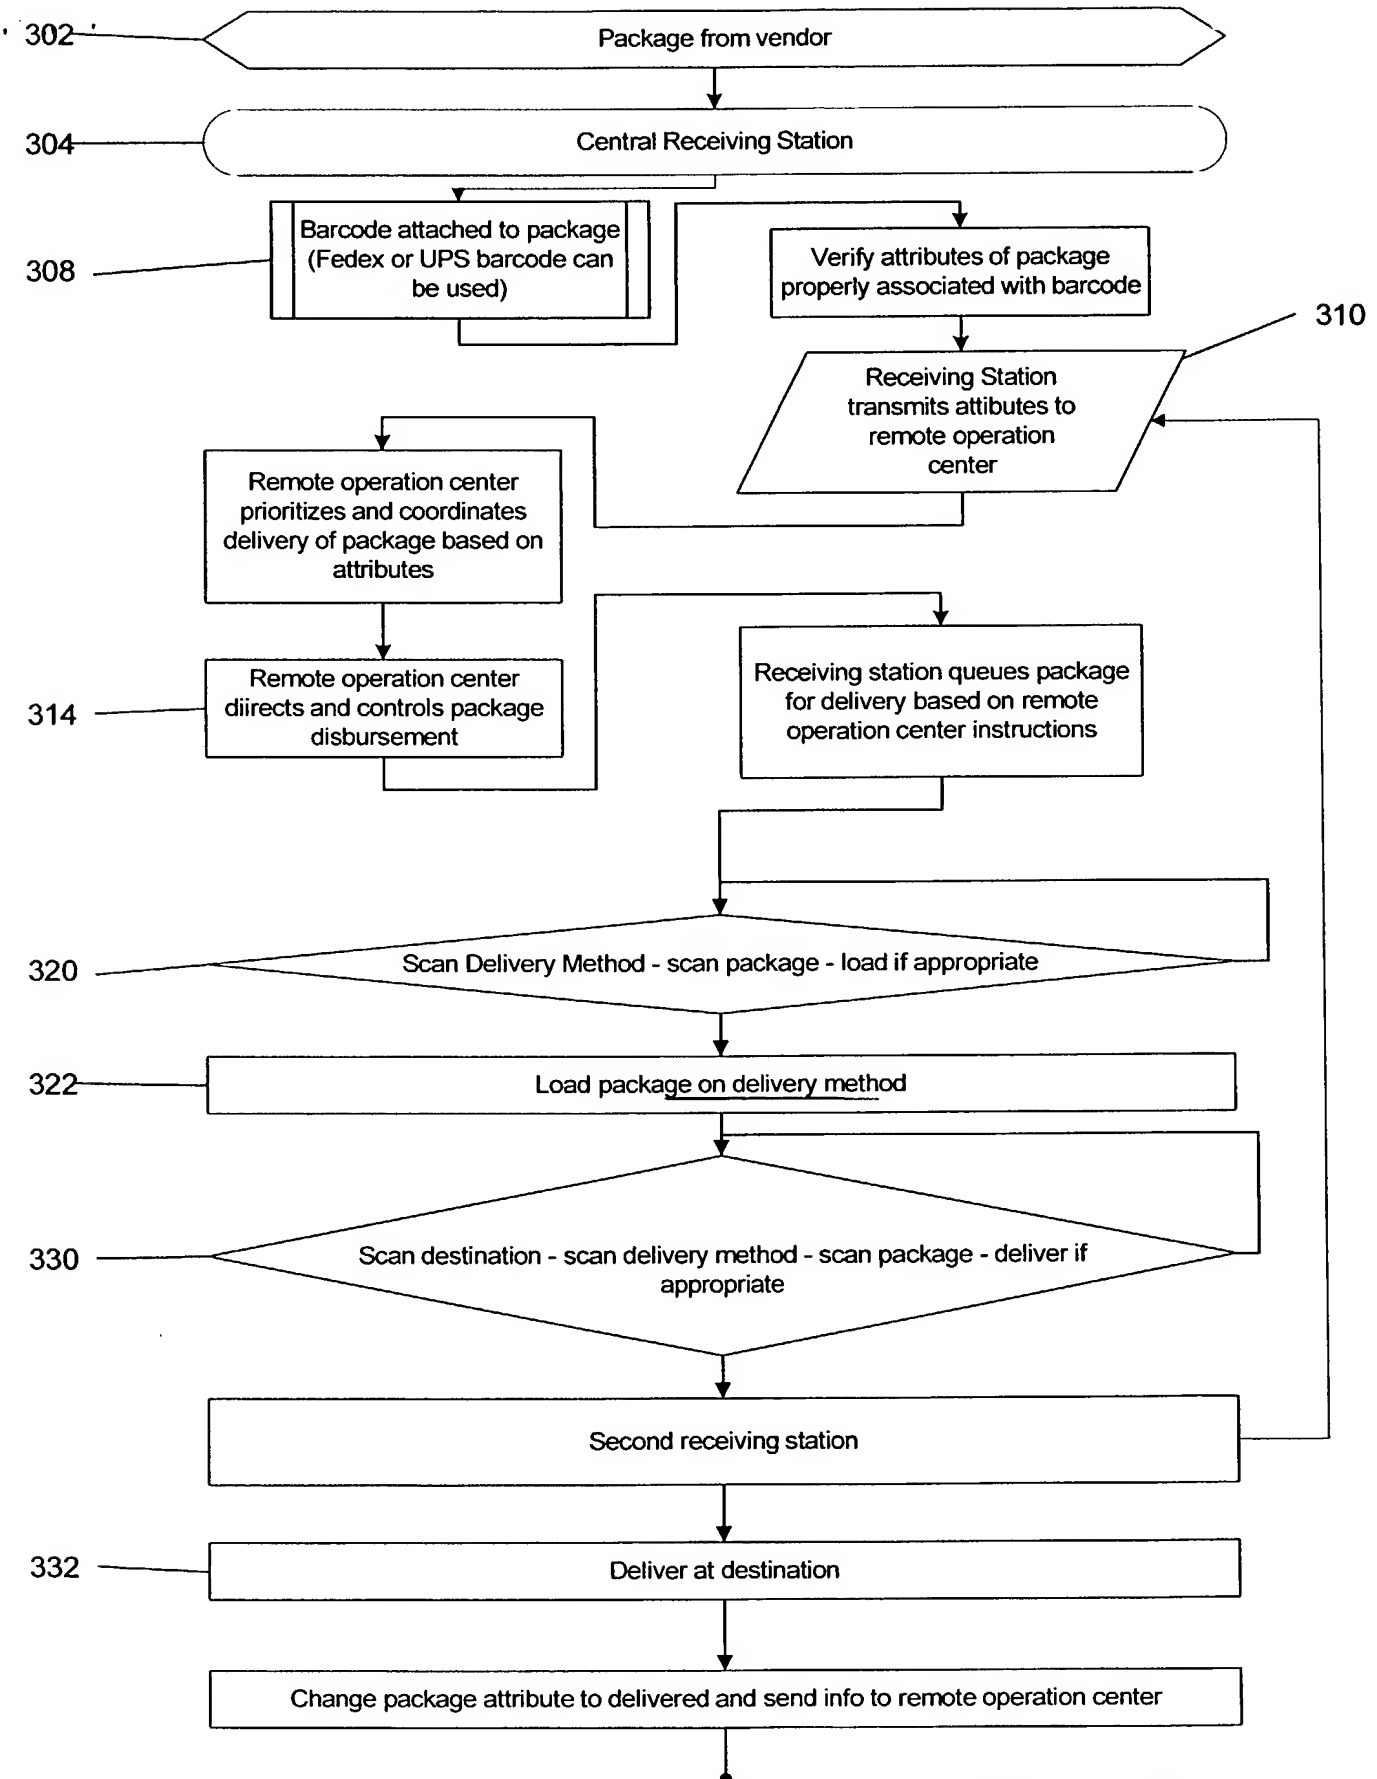 302
Package from vendor
304
Central Receiving Station
308
Barcode attached to package
(Fedex or UPS barcode can
be used)
Verify attributes of package
properly associated with barcode
310
Receiving Station
transmits attibutes to
remote operation
center
Remote operation center
prioritizes and coordinates
delivery of package based on
attributes
314
Remote operation center
diirects and controls package
disbursement
Receiving station queues package
for delivery based on remote
operation center instructions
320
Scan Delivery Method - scan package - load if appropriate
322
Load package on delivery method
330
Scan destination - scan delivery method - scan package - deliver if
appropriate
Second receiving station
332
Deliver at destination
Change package attribute to delivered and send info to remote operation center